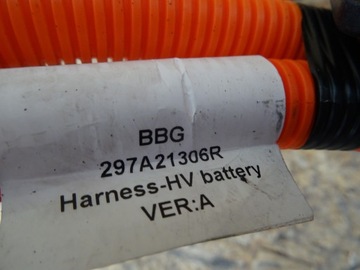 BBG
297A21306R
Harness-HV battery
VER:A